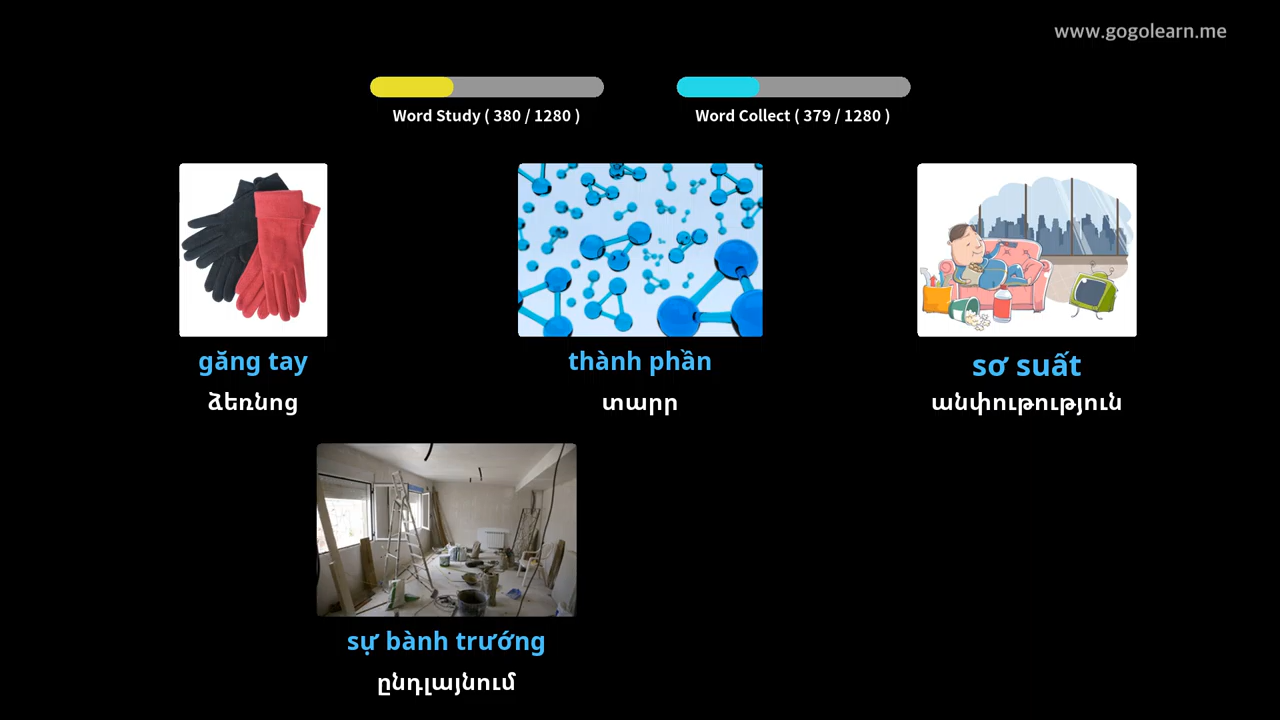 www.gogolearn.me
Word Study ( 380 / 1280 )
Word Collect ( 379 / 1280 )
găng tay
thành phần
sơ suất
ձեռնոց
տարր
անփութություն
sự bành trướng
ընդլայնում